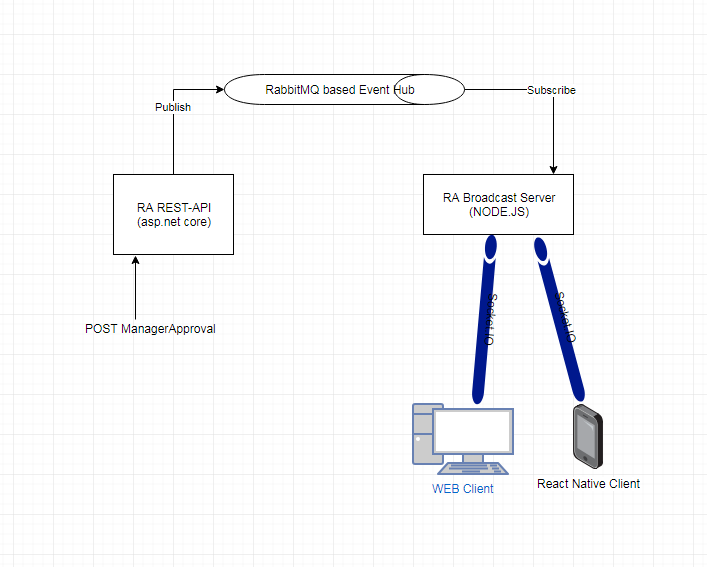 RabbitMQ based Event Hub
Publish
Subscribe
RA REST-API
(asp.net core)
RA Broadcast Server
(NODE.JS)
Socket.IO
Socket.IO
POST ManagerApproval
WEB Client
React Native Client